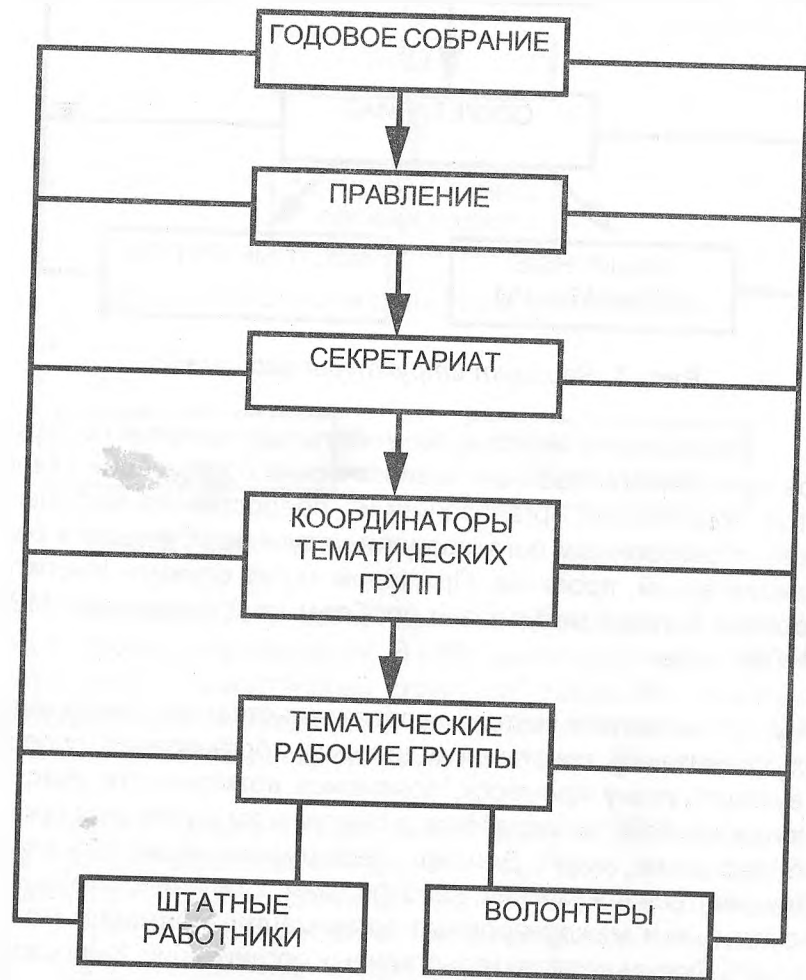 ГОДОВОЕ СОБРАНИЕ
ПРАВЛЕНИЕ
СЕКРЕТАРИАТ
КООРДИНАТОРЫ
ТЕМАТИЧЕСКИХ
ГРУПП
ТЕМАТИЧЕСКИЕ
РАБОЧИЕ ГРУППЫ
ШТАТНЫЕ
РАБОТНИКИ
ВОЛОНТЕРЫ